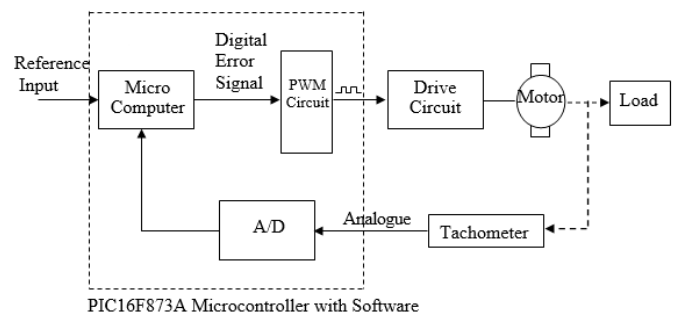 Reference
Input
Micro
Computer
Digital
Error
Signal
PWM
Circuit
Drive
Circuit
Motor
Load
A/D
Analogue
Tachometer
PIC16F873A Microcontroller with Software